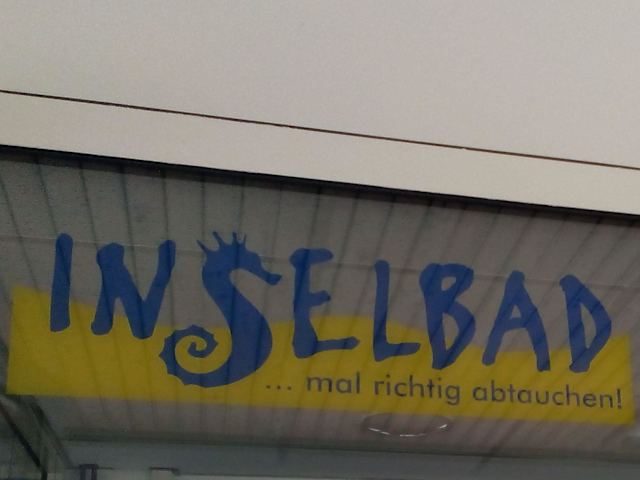 INSELBAD
... mal richtig abtauchen!